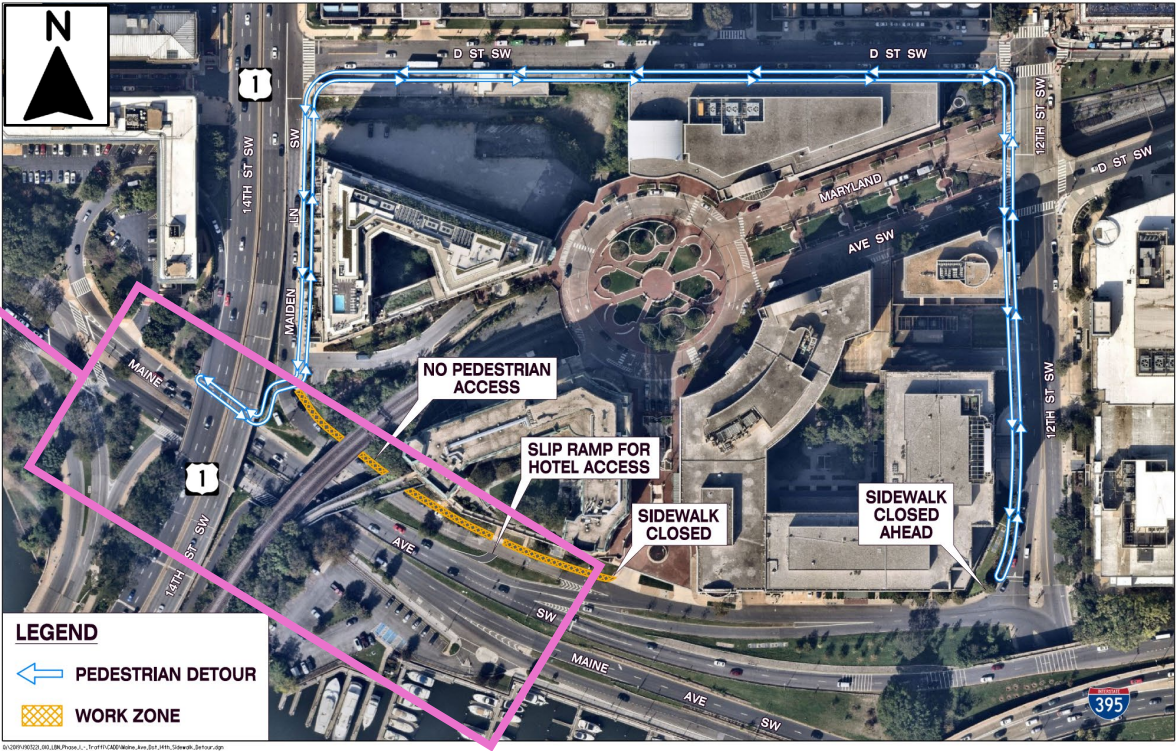 N
D ST SW
D ST SW
1
14TH ST SW
SW
LN
MAIDEN
12TH ST SW
D ST SW
MARYLAND
AVE SW
MAINE
NO PEDESTRIAN
ACCESS
SLIP RAMP FOR
HOTEL ACCESS
12TH ST SW
1
SIDEWALK
CLOSED
SIDEWALK
CLOSED
AHEAD
14TH ST SW
AVE
SW
MAINE
AVE
SW
INTERSTATE
395
LEGEND
PEDESTRIAN DETOUR
WORK ZONE